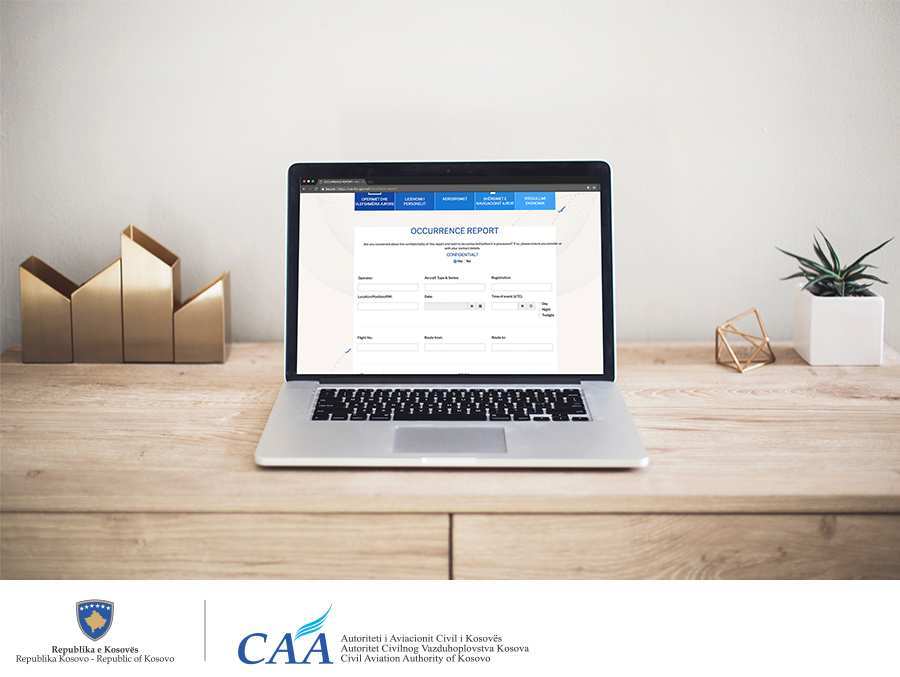 OCCURRENCE REPORT
OPERIMET DHE
VLEFSHMËRIA AJRORE
LICENCIMI I
PERSONELIT
AERODROMET
SHËRBIMET E
NAVIGACIONIT AJROR
RREGULLIMI
EKONOMIK
OCCURRENCE REPORT
Are you concerned about the confidentiality of this report and wish to be contacted before it is processed? If so, please ensure you provide us
with your contact details.
CONFIDENTIAL?
Yes No
Operator:
Aircraft Type & Series:
Registration:
Location/Position/RW:
Date:
Time of event (UTC):
Day
Night
Twilight
Flight No.:
Route from:
Route to:
Republika e Kosovës
Republika Kosovo - Republic of Kosovo
CAA
Autoriteti i Aviacionit Civil i Kosovës
Autoritet Civilnog Vazduhoplovstva Kosova
Civil Aviation Authority of Kosovo